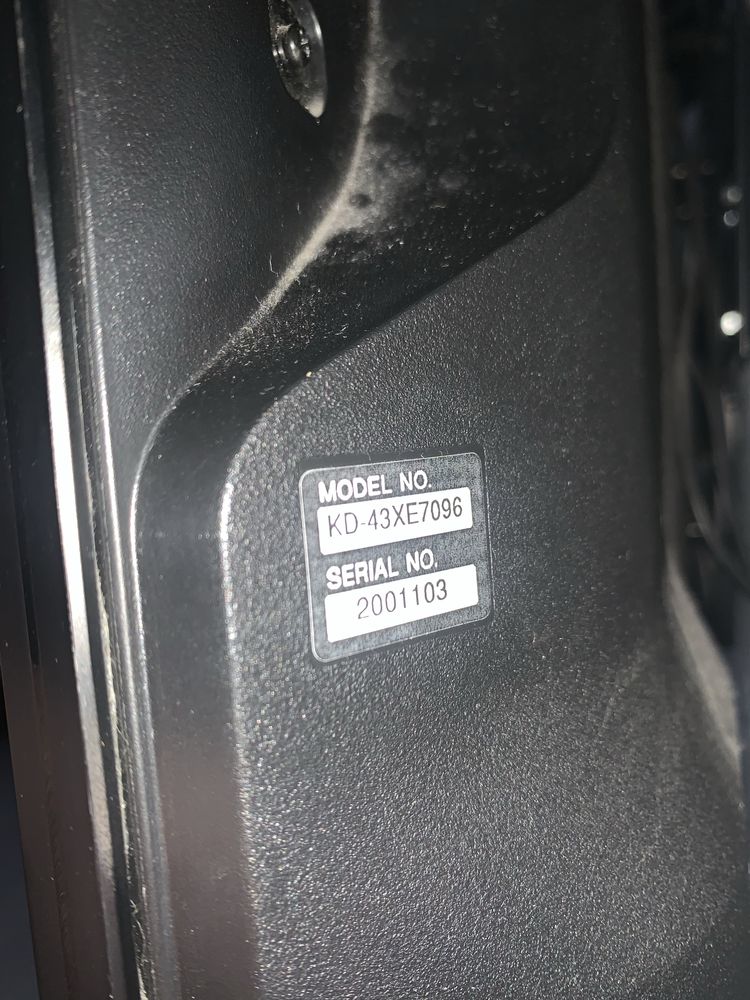 MODEL NO.
KD-43XE7096
SERIAL NO.
2001103